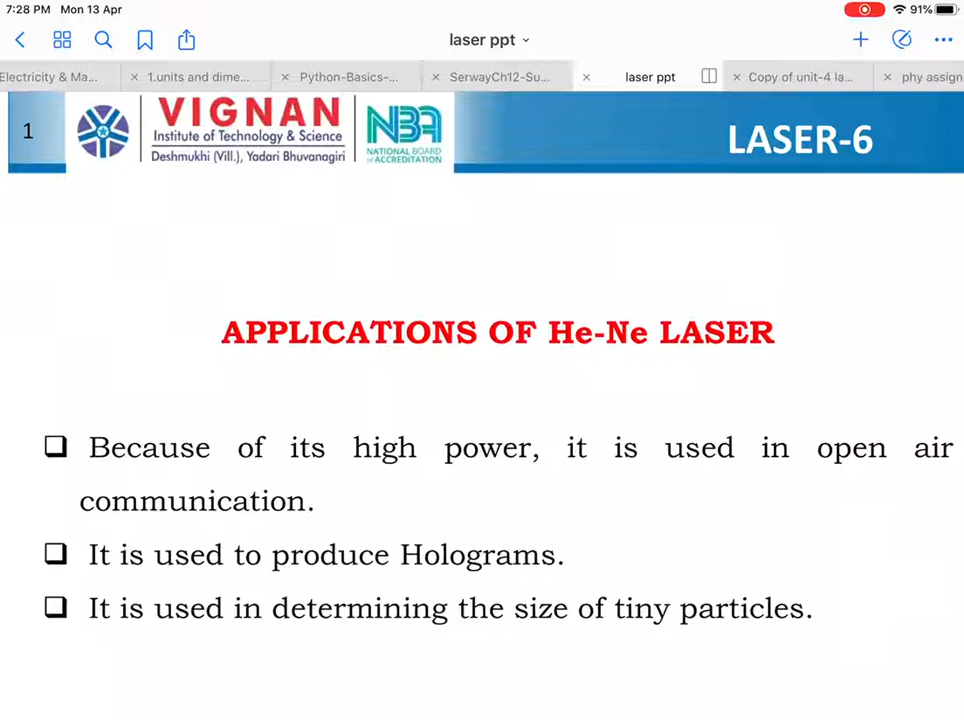 7:28 PM Mon 13 Apr
91%
laser ppt
Electricity & Ma...
1.units and dime...
Python-Basics-...
SerwayCh12-Su...
laser ppt
Copy of unit-4 la...
phy assign
1
VIGNAN
Institute of Technology & Science
Deshmukhi (Vill.), Yadari Bhuvanagiri
NBA
NATIONAL BOARD
of ACCREDITATION
LASER-6
APPLICATIONS OF He-Ne LASER
Because of its high power, it is used in open air
communication.
It is used to produce Holograms.
It is used in determining the size of tiny particles.